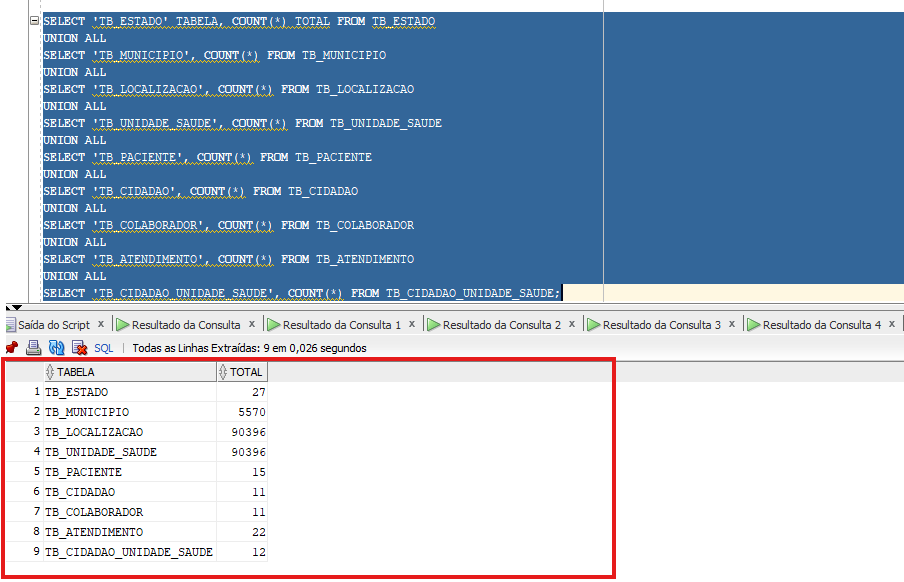 SELECT 'TB_ESTADO' TABELA, COUNT(*) TOTAL FROM TB_ESTADO
UNION ALL
SELECT 'TB_MUNICIPIO', COUNT(*) FROM TB_MUNICIPIO
UNION ALL
SELECT 'TB_LOCALIZACAO', COUNT(*) FROM TB_LOCALIZACAO
UNION ALL
SELECT 'TB_UNIDADE_SAUDE', COUNT(*) FROM TB_UNIDADE_SAUDE
UNION ALL
SELECT 'TB_PACIENTE', COUNT(*) FROM TB_PACIENTE
UNION ALL
SELECT 'TB_CIDADAO', COUNT(*) FROM TB_CIDADAO
UNION ALL
SELECT 'TB_COLABORADOR', COUNT(*) FROM TB_COLABORADOR
UNION ALL
SELECT 'TB_ATENDIMENTO', COUNT(*) FROM TB_ATENDIMENTO
UNION ALL
SELECT 'TB_CIDADAO_UNIDADE_SAUDE', COUNT(*) FROM TB_CIDADAO_UNIDADE_SAUDE;
Saída do Script x Resultado da Consulta x Resultado da Consulta 1 x Resultado da Consulta 2 x Resultado da Consulta 3 x Resultado da Consulta 4 x
SQL | Todas as Linhas Extraídas: 9 em 0,026 segundos
TABELA TOTAL
1 TB_ESTADO 27
2 TB_MUNICIPIO 5570
3 TB_LOCALIZACAO 90396
4 TB_UNIDADE_SAUDE 90396
5 TB_PACIENTE 15
6 TB_CIDADAO 11
7 TB_COLABORADOR 11
8 TB_ATENDIMENTO 22
9 TB_CIDADAO_UNIDADE_SAUDE 12